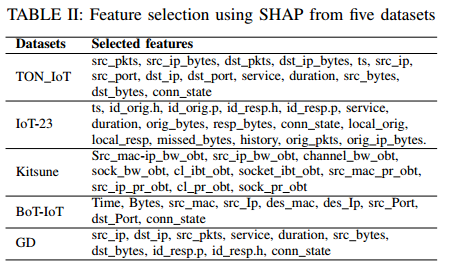 TABLE II: Feature selection using SHAP from five datasets
Datasets Selected features
src_pkts, src_ip_bytes, dst_pkts, dst_ip_bytes, ts, src_ip,
TON_IoT src_port, dst_ip, dst_port, service, duration, src_bytes,
dst_bytes, conn_state
ts, id_orig.h, id_orig.p, id_resp.h, id_resp.p, service,
IoT-23 duration, orig_bytes, resp_bytes, conn_state, local_orig,
local_resp, missed_bytes, history, orig_pkts, orig_ip_bytes.
Src_mac-ip_bw_obt, src_ip_bw_obt, channel_bw_obt,
Kitsune sock_bw_obt, cl_ibt_obt, socket_ibt_obt, src_mac_pr_obt,
src_ip_pr_obt, cl_pr_obt, sock_pr_obt
BoT-IoT Time, Bytes, src_mac, src_Ip, des_mac, des_Ip, src_Port,
dst_Port, conn_state
GD src_ip, dst_ip, src_pkts, service, duration, src_bytes,
dst_bytes, id_resp.p, id_resp.h, conn_state